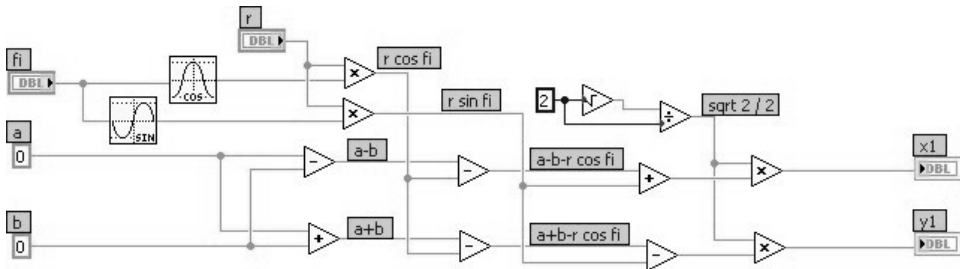 r
DBL
fi
DBL
COS
SIN
×
r cos fi
×
r sin fi
2
√
÷
sqrt 2 / 2
a
0
−
a-b
−
a-b-r cos fi
+
×
x1
DBL
b
0
+
a+b
−
a+b-r cos fi
−
×
y1
DBL